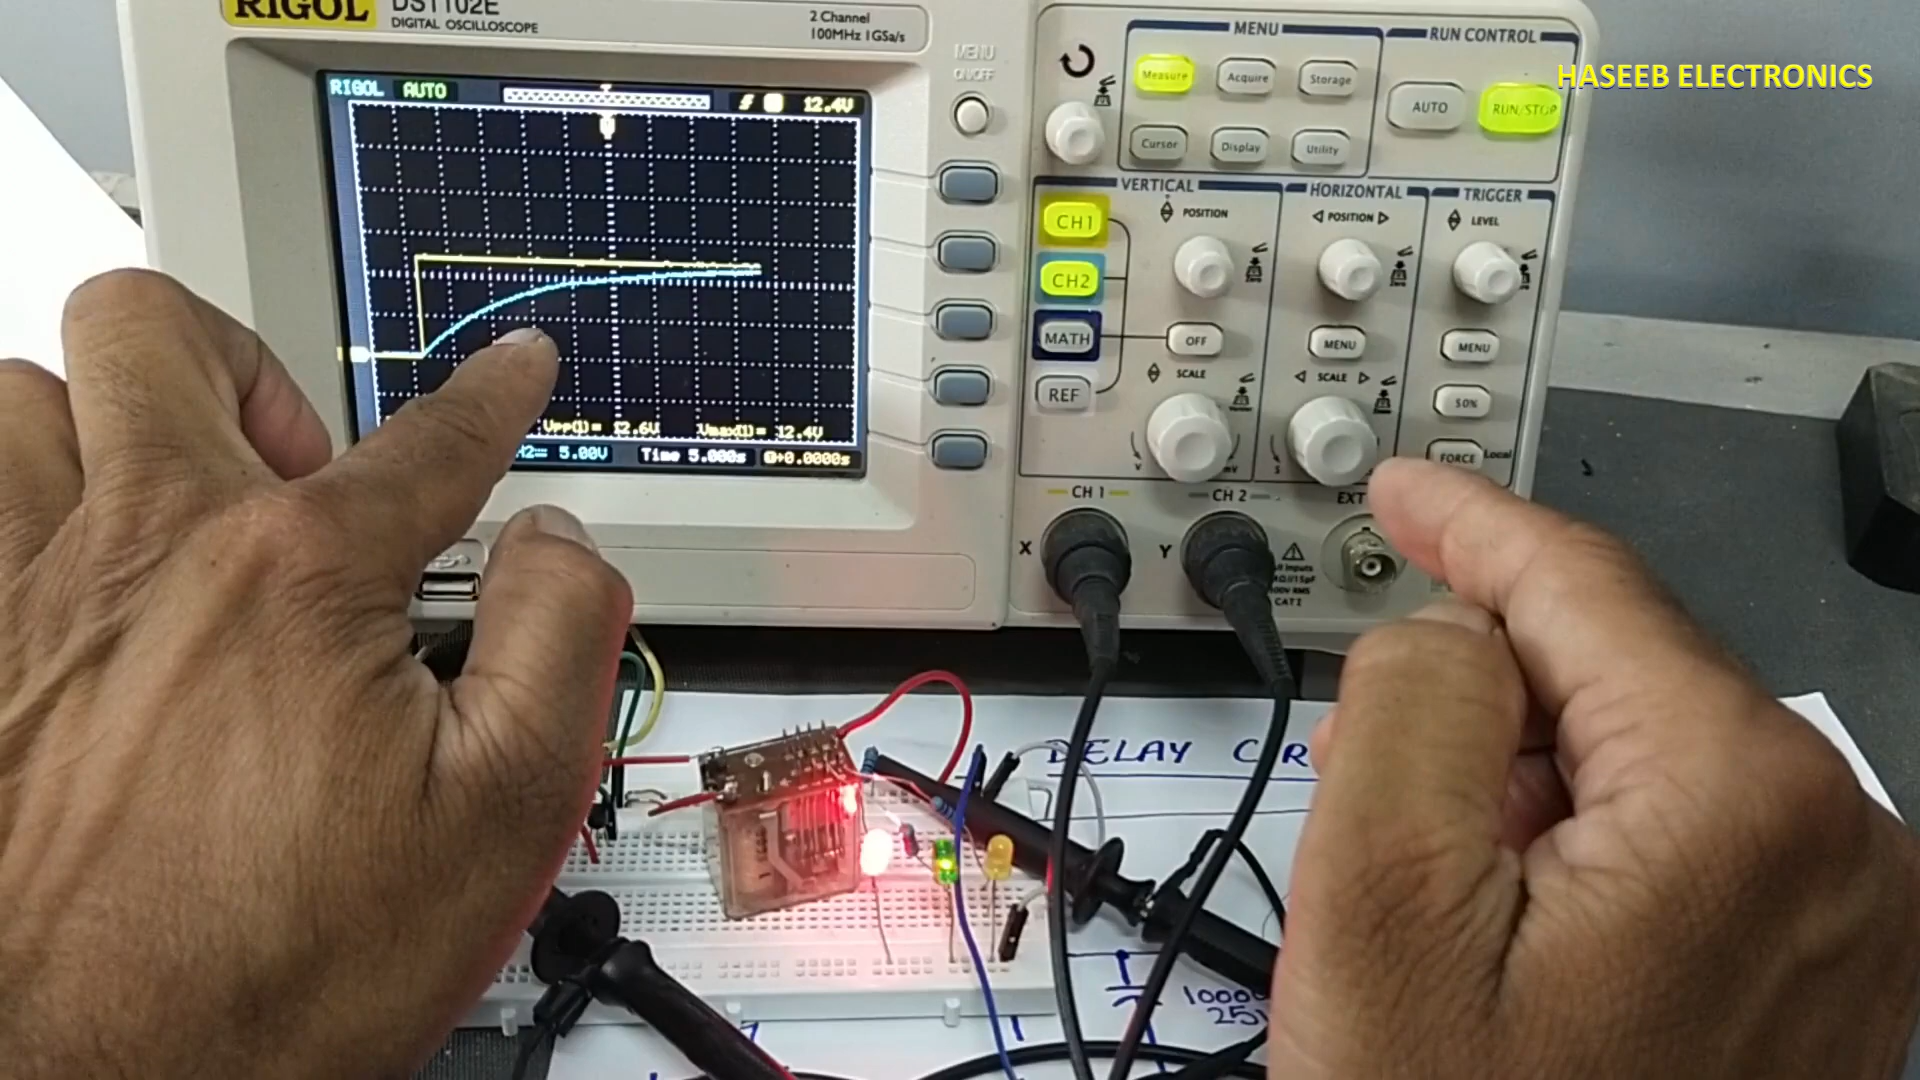 RIGOL DS1102E
DIGITAL OSCILLOSCOPE
2 Channel
100MHz 1GSa/s
HASEEB ELECTRONICS
MENU
ON/OFF
MENU
Measure
Acquire
Storage
Cursor
Display
Utility
RUN CONTROL
AUTO
RUN/STOP
RIGOL AUTO
12.4V
Vpp(1)= 12.6V Vmax(1)= 12.4V
5.00V Time 5.000s +0.0000s
VERTICAL
POSITION
CH1
CH2
MATH
OFF
REF
SCALE
HORIZONTAL
POSITION
MENU
SCALE
TRIGGER
LEVEL
MENU
50%
FORCE
Local
CH 1
CH 2
EXT
X
Y
CAT I
DELAY